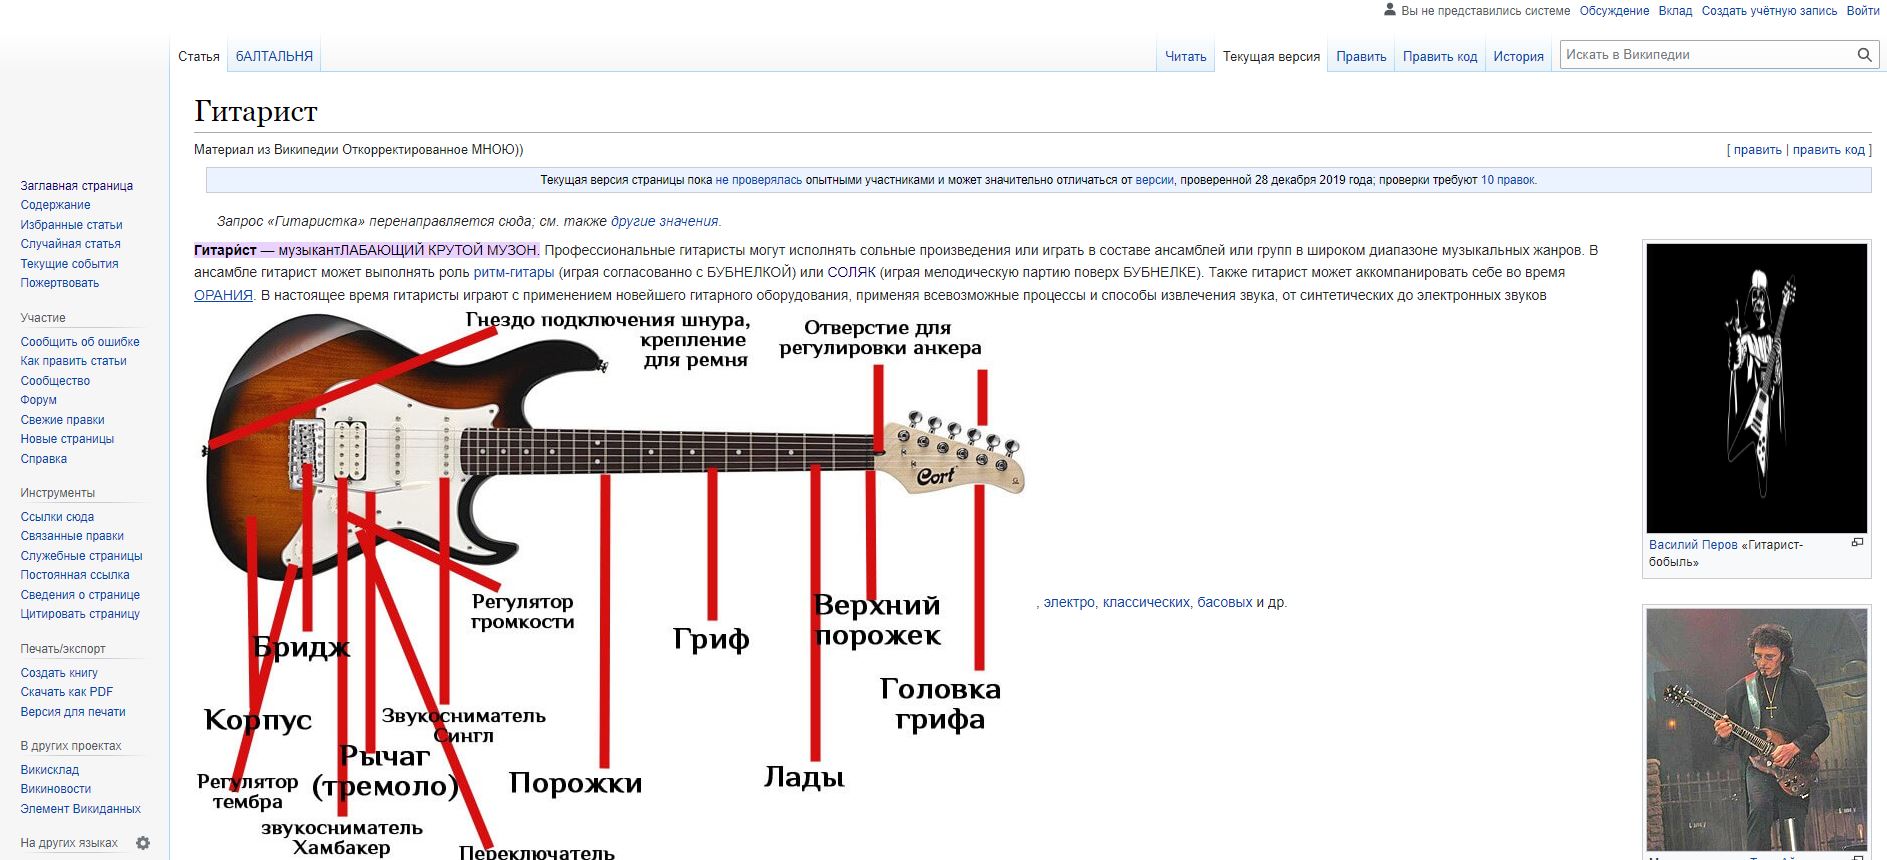 Вы не представились системе Обсуждение Вклад Создать учётную запись Войти
Статья бАЛТАЛЬНЯ Читать Текущая версия Править Править код История Искать в Википедии
Гитарист
Материал из Википедии Откорректированное МНОЮ))
[ править | править код ]
Текущая версия страницы пока не проверялась опытными участниками и может значительно отличаться от версии, проверенной 28 декабря 2019 года; проверки требуют 10 правок.
Запрос «Гитаристка» перенаправляется сюда; см. также другие значения.
Гитари́ст — музыкантЛАБАЮЩИЙ КРУТОЙ МУЗОН. Профессиональные гитаристы могут исполнять сольные произведения или играть в составе ансамблей или групп в широком диапазоне музыкальных жанров. В
ансамбле гитарист может выполнять роль ритм-гитары (играя согласованно с БУБНЕЛКОЙ) или СОЛЯК (играя мелодическую партию поверх БУБНЕЛКЕ). Также гитарист может аккомпанировать себе во время
ОРАНИЯ. В настоящее время гитаристы играют с применением новейшего гитарного оборудования, применяя всевозможные процессы и способы извлечения звука, от синтетических до электронных звуков
Гнездо подключения шнура,
крепление
для ремня
Отверстие для
регулировки анкера
Cort
Регулятор
громкости
Бридж
Гриф
Верхний
порожек
, электро, классических, басовых и др.
Корпус
Звукосниматель
Сингл
Головка
грифа
Рычаг
(тремоло)
Порожки
Лады
Регулятор
тембра
звукосниматель
Хамбакер
Переключатель
Василий Перов «Гитарист-
бобыль»
Заглавная страница
Содержание
Избранные статьи
Случайная статья
Текущие события
Пожертвовать
Участие
Сообщить об ошибке
Как править статьи
Сообщество
Форум
Свежие правки
Новые страницы
Справка
Инструменты
Ссылки сюда
Связанные правки
Служебные страницы
Постоянная ссылка
Сведения о странице
Цитировать страницу
Печать/экспорт
Создать книгу
Скачать как PDF
Версия для печати
В других проектах
Викисклад
Викиновости
Элемент Викиданных
На других языках